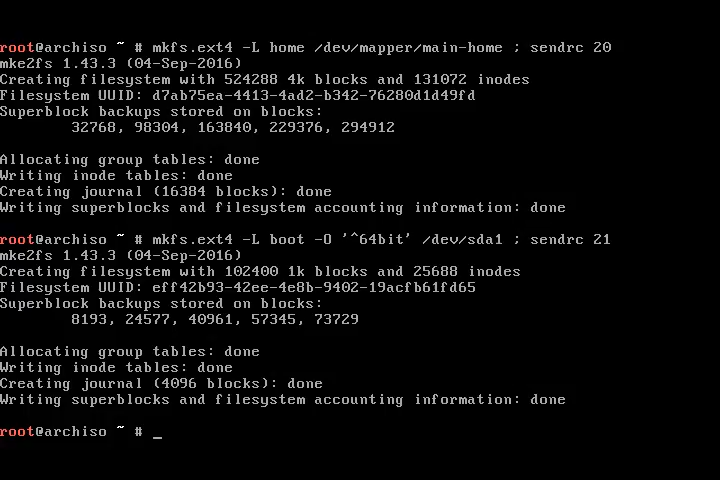 root@archiso ~ # mkfs.ext4 -L home /dev/mapper/main-home ; sendrc 20
mke2fs 1.43.3 (04-Sep-2016)
Creating filesystem with 524288 4k blocks and 131072 inodes
Filesystem UUID: d7ab75ea-4413-4ad2-b342-76280d1d49fd
Superblock backups stored on blocks:
        32768, 98304, 163840, 229376, 294912

Allocating group tables: done
Writing inode tables: done
Creating journal (16384 blocks): done
Writing superblocks and filesystem accounting information: done

root@archiso ~ # mkfs.ext4 -L boot -O '^64bit' /dev/sda1 ; sendrc 21
mke2fs 1.43.3 (04-Sep-2016)
Creating filesystem with 102400 1k blocks and 25688 inodes
Filesystem UUID: eff42b93-42ee-4e8b-9402-19acfb61fd65
Superblock backups stored on blocks:
        8193, 24577, 40961, 57345, 73729

Allocating group tables: done
Writing inode tables: done
Creating journal (4096 blocks): done
Writing superblocks and filesystem accounting information: done

root@archiso ~ # _